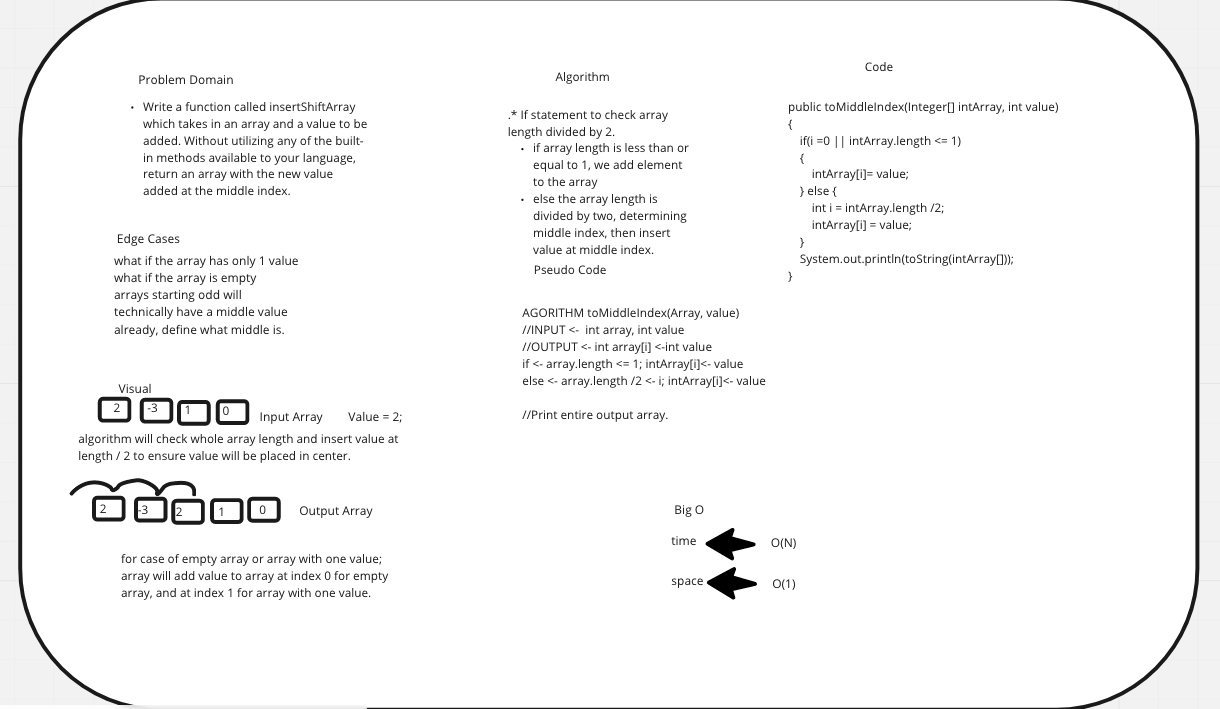 Problem Domain
• Write a function called insertShiftArray
which takes in an array and a value to be
added. Without utilizing any of the built-
in methods available to your language,
return an array with the new value
added at the middle index.
Edge Cases
what if the array has only 1 value
what if the array is empty
arrays starting odd will
technically have a middle value
already, define what middle is.
Visual
2 -3 1 0 Input Array Value = 2;
algorithm will check whole array length and insert value at
length / 2 to ensure value will be placed in center.
2 -3 2 1 0 Output Array
for case of empty array or array with one value;
array will add value to array at index 0 for empty
array, and at index 1 for array with one value.
Algorithm
.* If statement to check array
length divided by 2.
• if array length is less than or
equal to 1, we add element
to the array
• else the array length is
divided by two, determining
middle index, then insert
value at middle index.
Pseudo Code
AGORITHM toMiddleIndex(Array, value)
//INPUT <- int array, int value
//OUTPUT <- int array[i] <-int value
if <- array.length <= 1; intArray[i]<- value
else <- array.length /2 <- i; intArray[i]<- value
//Print entire output array.
Code
public toMiddleIndex(Integer[] intArray, int value)
{
if(i =0 || intArray.length <= 1)
{
intArray[i]= value;
} else {
int i = intArray.length /2;
intArray[i] = value;
}
System.out.println(toString(intArray[]));
}
Big O
time O(N)
space O(1)